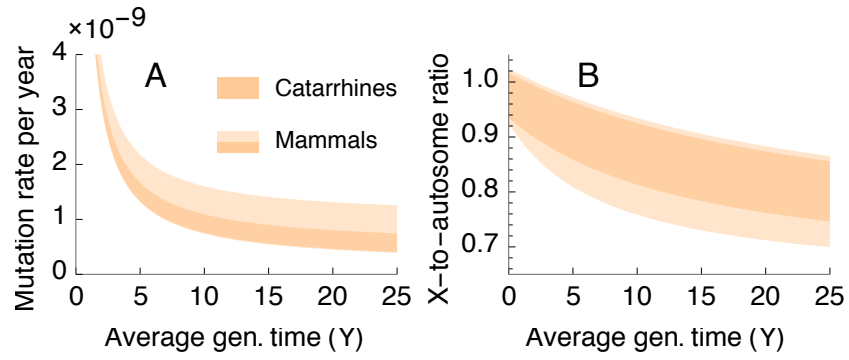 ×10−9
Mutation rate per year
4
3
2
1
0
A
Catarrhines
Mammals
0 5 10 15 20 25
Average gen. time (Y)
X−to−autosome ratio
1.0
0.9
0.8
0.7
B
0 5 10 15 20 25
Average gen. time (Y)